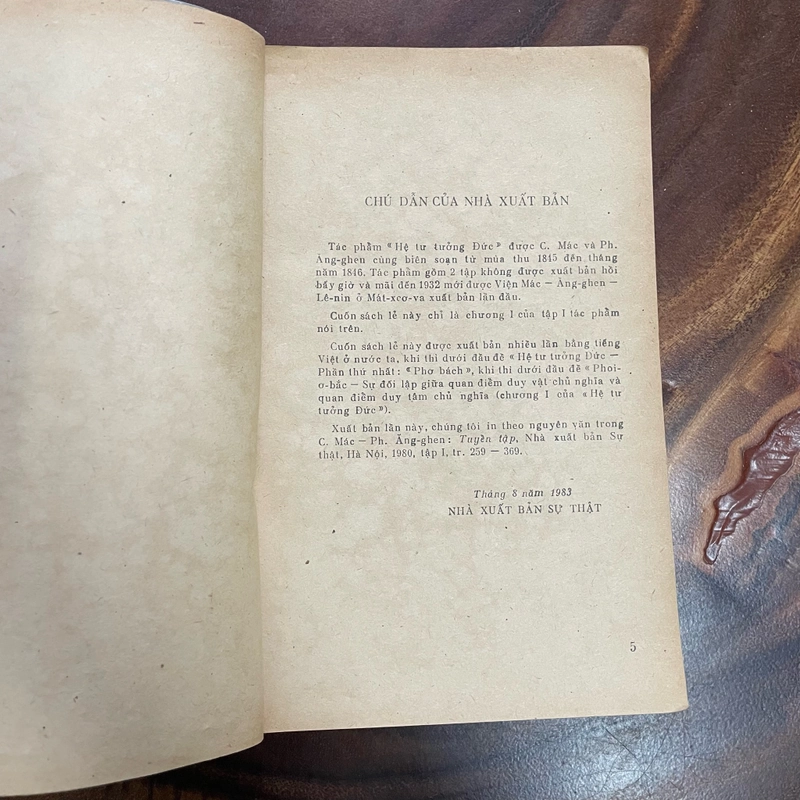 CHÚ DẪN CỦA NHÀ XUẤT BẢN
Tác phẩm «Hệ tư tưởng Đức» được C. Mác và Ph.
Ăng-ghen cùng biên soạn từ mùa thu 1845 đến tháng
năm 1846. Tác phẩm gồm 2 tập không được xuất bản hồi
bấy giờ và mãi đến 1932 mới được Viện Mác — Ăng-ghen —
Lê-nin ở Mát-xcơ-va xuất bản lần đầu.
Cuốn sách lẻ này chỉ là chương I của tập I tác phẩm
nói trên.
Cuốn sách lẻ này được xuất bản nhiều lần bằng tiếng
Việt ở nước ta, khi thì dưới đầu đề «Hệ tư tưởng Đức —
Phần thứ nhất: «Phơ bách», khi thì dưới đầu đề «Phoi-
ơ-bắc — Sự đối lập giữa quan điểm duy vật chủ nghĩa và
quan điểm duy tâm chủ nghĩa (chương I của «Hệ tư
tưởng Đức»).
Xuất bản lần này, chúng tôi in theo nguyên văn trong
C. Mác — Ph. Ăng-ghen: Tuyển tập, Nhà xuất bản Sự
thật, Hà Nội, 1980, tập I, tr. 259 — 369.
Tháng 8 năm 1983
NHÀ XUẤT BẢN SỰ THẬT
5